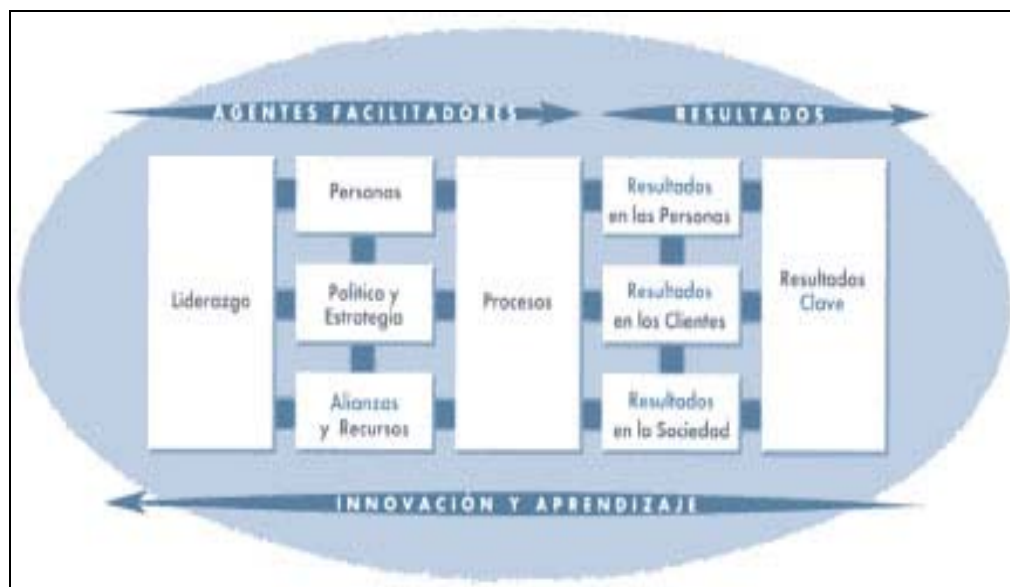 AGENTES FACILITADORES
RESULTADOS
Liderazgo
Personas
Política y
Estrategia
Alianzas
y Recursos
Procesos
Resultados
en las Personas
Resultados
en los Clientes
Resultados
en la Sociedad
Resultados
Clave
INNOVACIÓN Y APRENDIZAJE